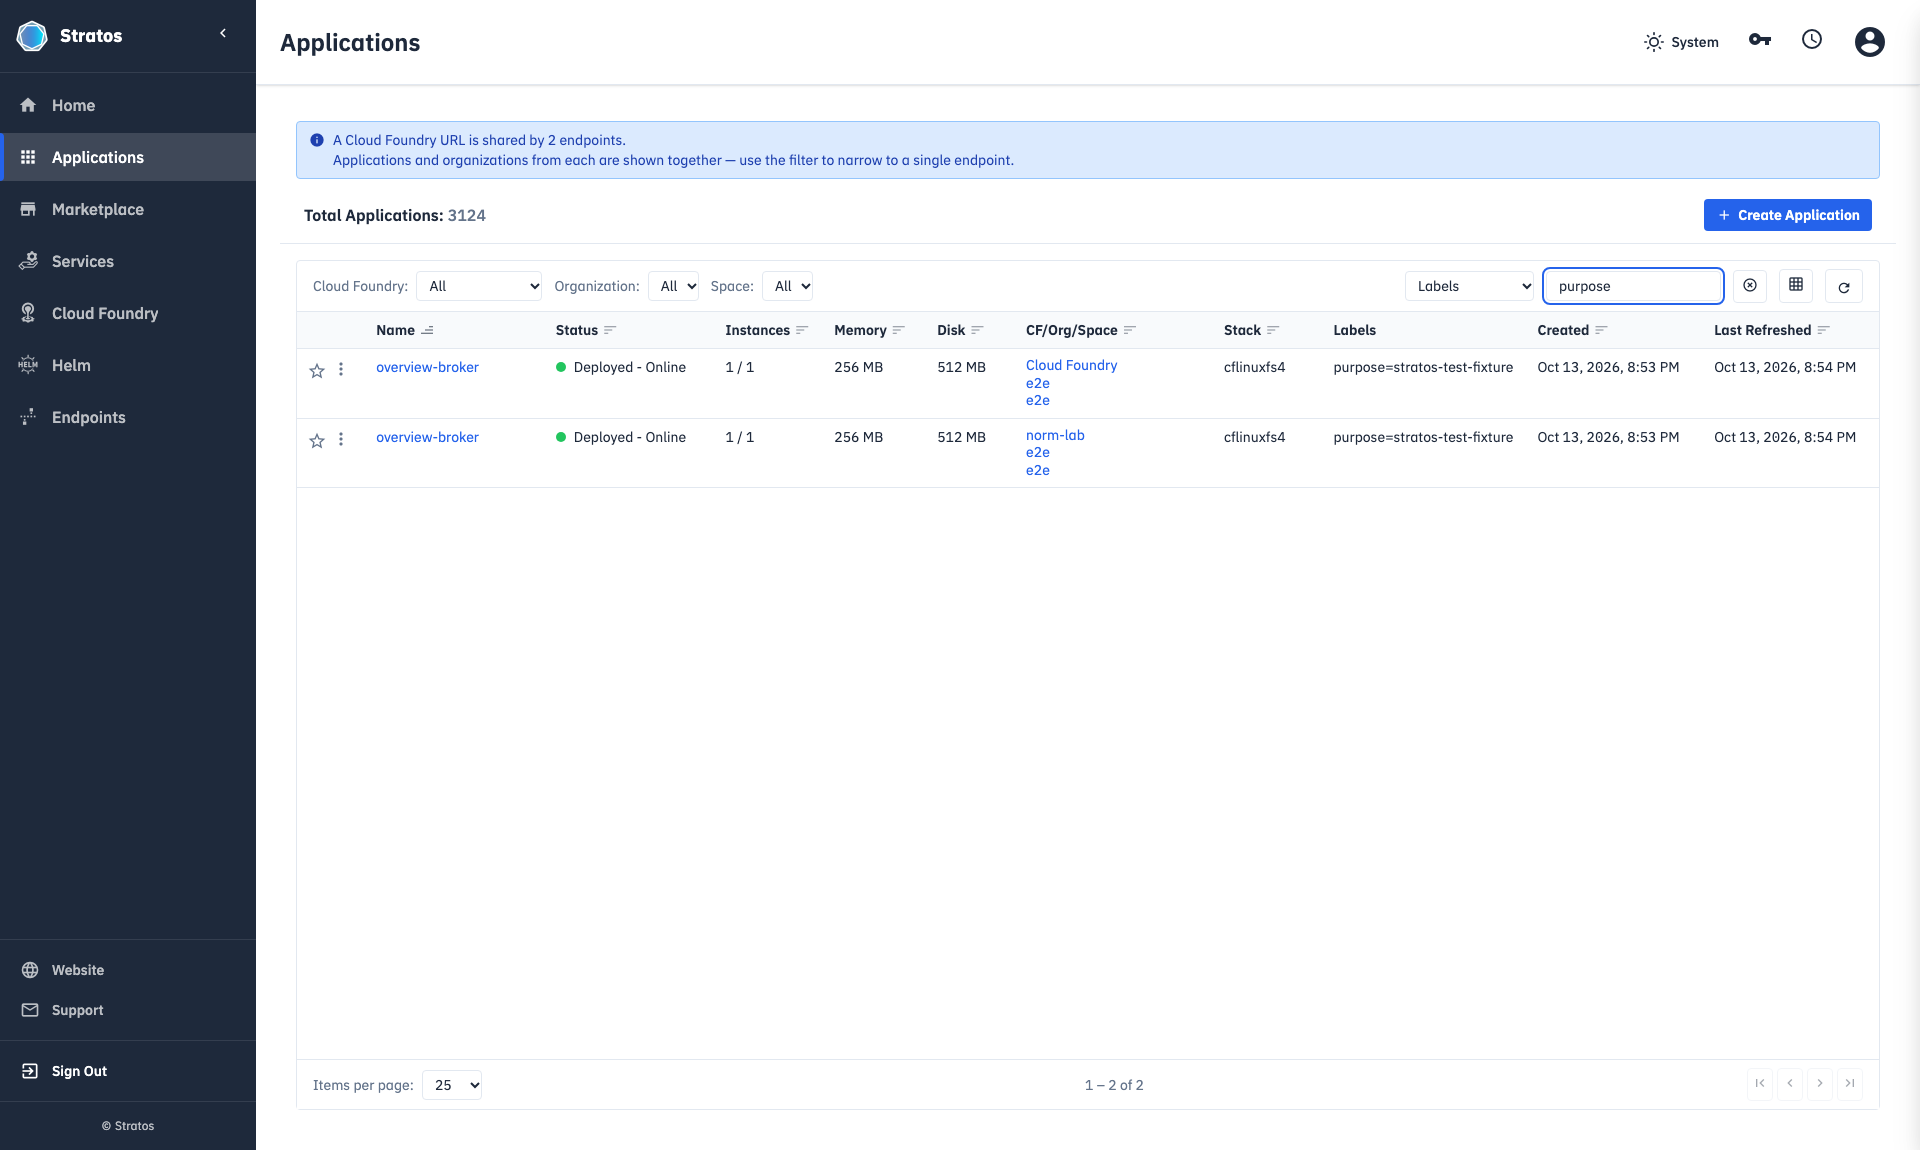 Stratos
Applications
System
Home
Applications
Marketplace
Services
Cloud Foundry
HELM Helm
Endpoints
A Cloud Foundry URL is shared by 2 endpoints.
Applications and organizations from each are shown together — use the filter to narrow to a single endpoint.
Total Applications: 3124
+ Create Application
Cloud Foundry: All Organization: All Space: All Labels purpose
Name Status Instances Memory Disk CF/Org/Space Stack Labels Created Last Refreshed
overview-broker Deployed - Online 1 / 1 256 MB 512 MB Cloud Foundry cflinuxfs4 purpose=stratos-test-fixture Oct 13, 2026, 8:53 PM Oct 13, 2026, 8:54 PM
e2e
e2e
overview-broker Deployed - Online 1 / 1 256 MB 512 MB norm-lab cflinuxfs4 purpose=stratos-test-fixture Oct 13, 2026, 8:53 PM Oct 13, 2026, 8:54 PM
e2e
e2e
Items per page: 25 1 – 2 of 2
Website
Support
Sign Out
© Stratos